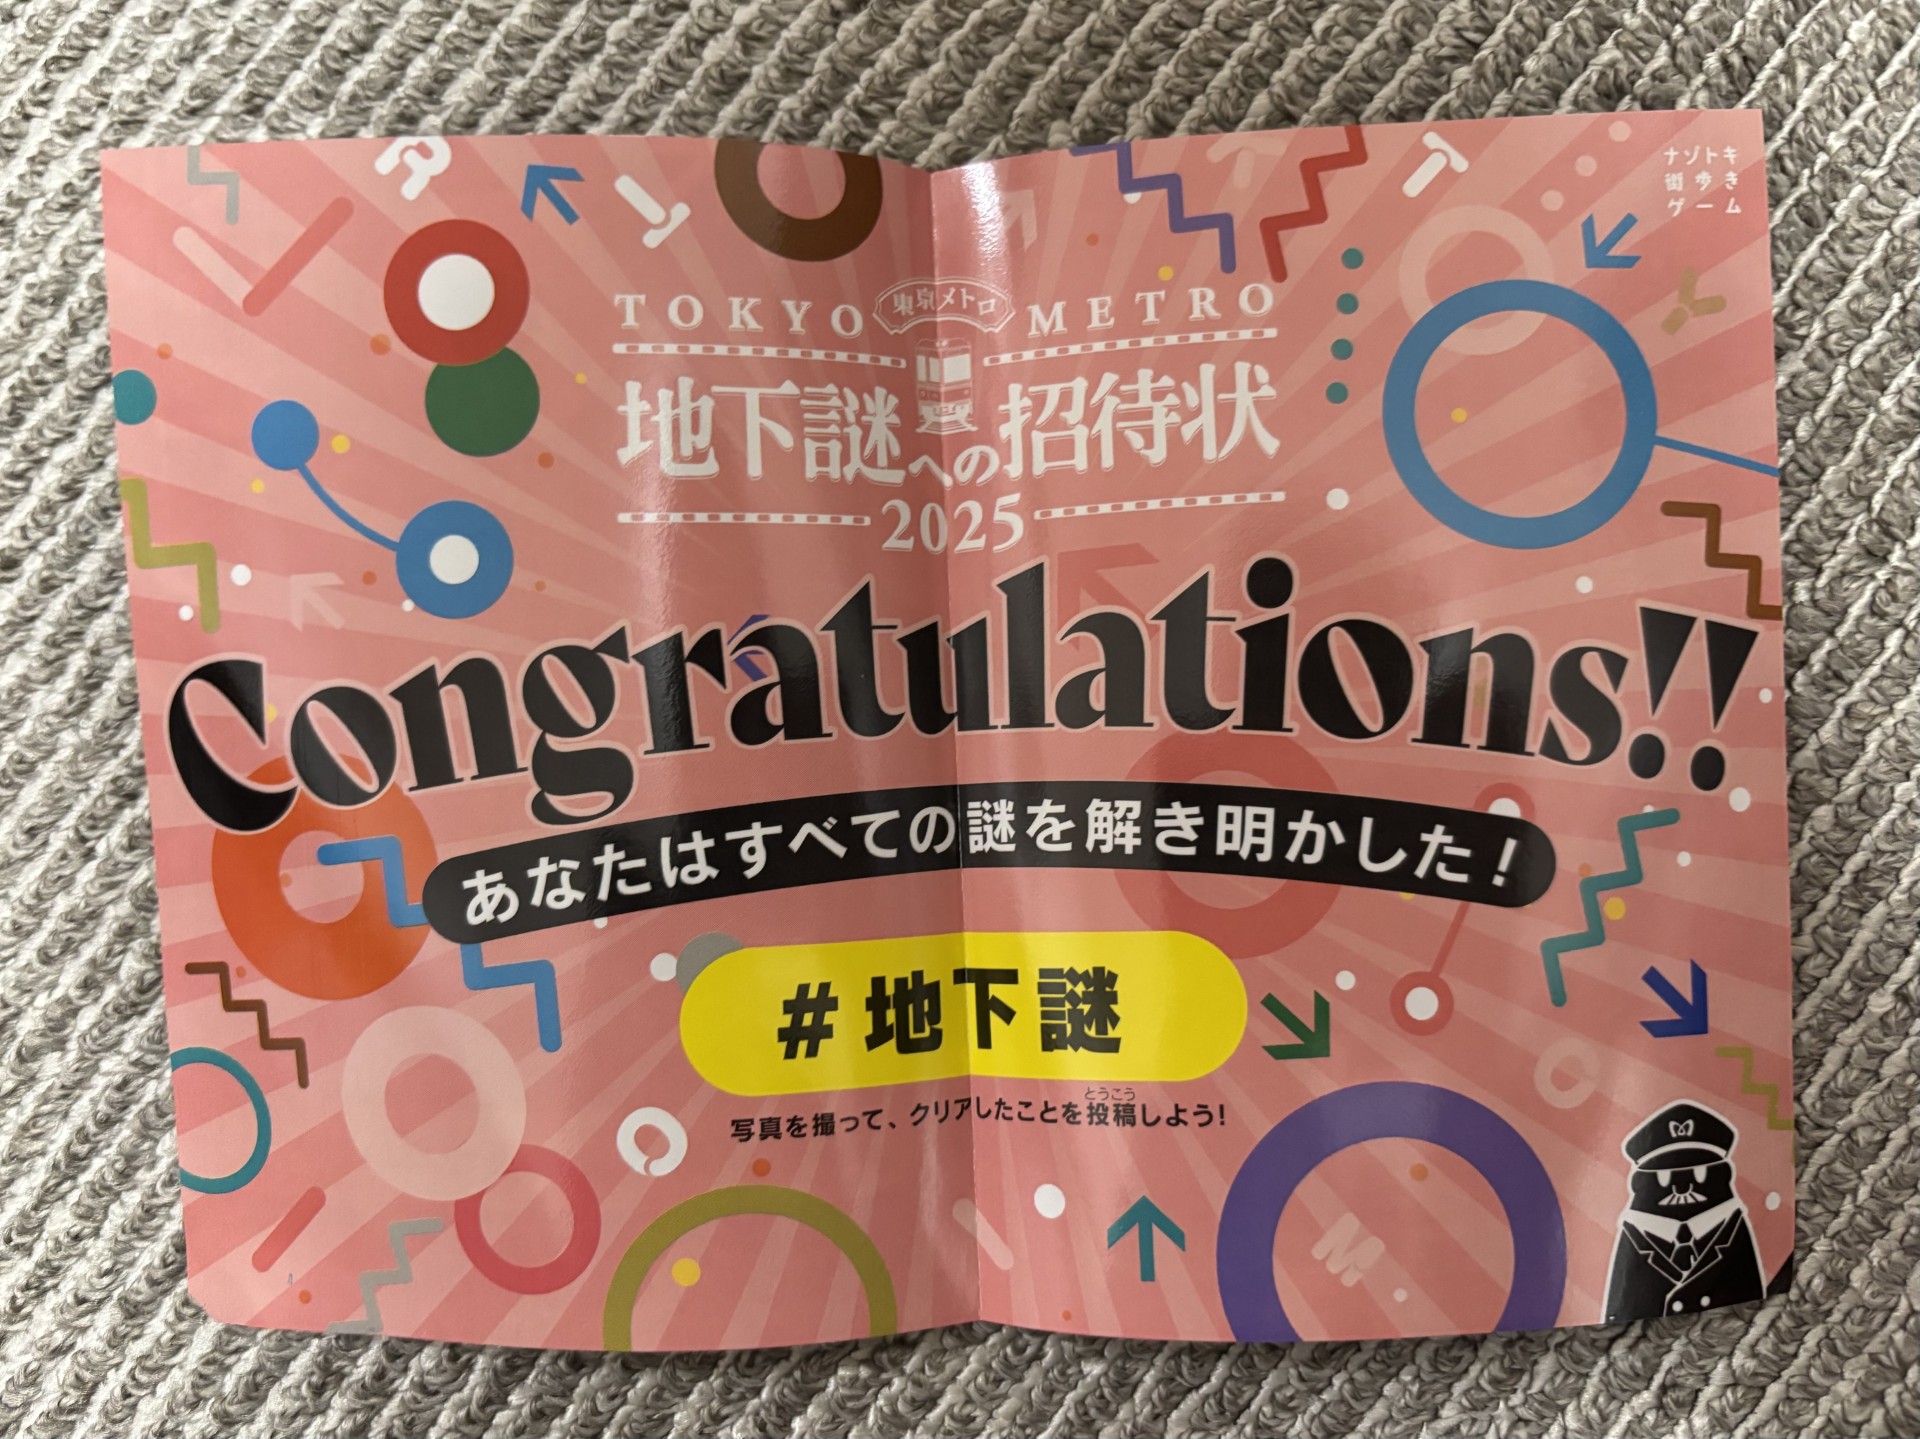 ナゾトキ
街歩き
ゲーム
TOKYO 東京メトロ METRO
地下謎への招待状
2025
Congratulations!!
あなたはすべての謎を解き明かした!
#地下謎
とうこう
写真を撮って、クリアしたことを投稿しよう!